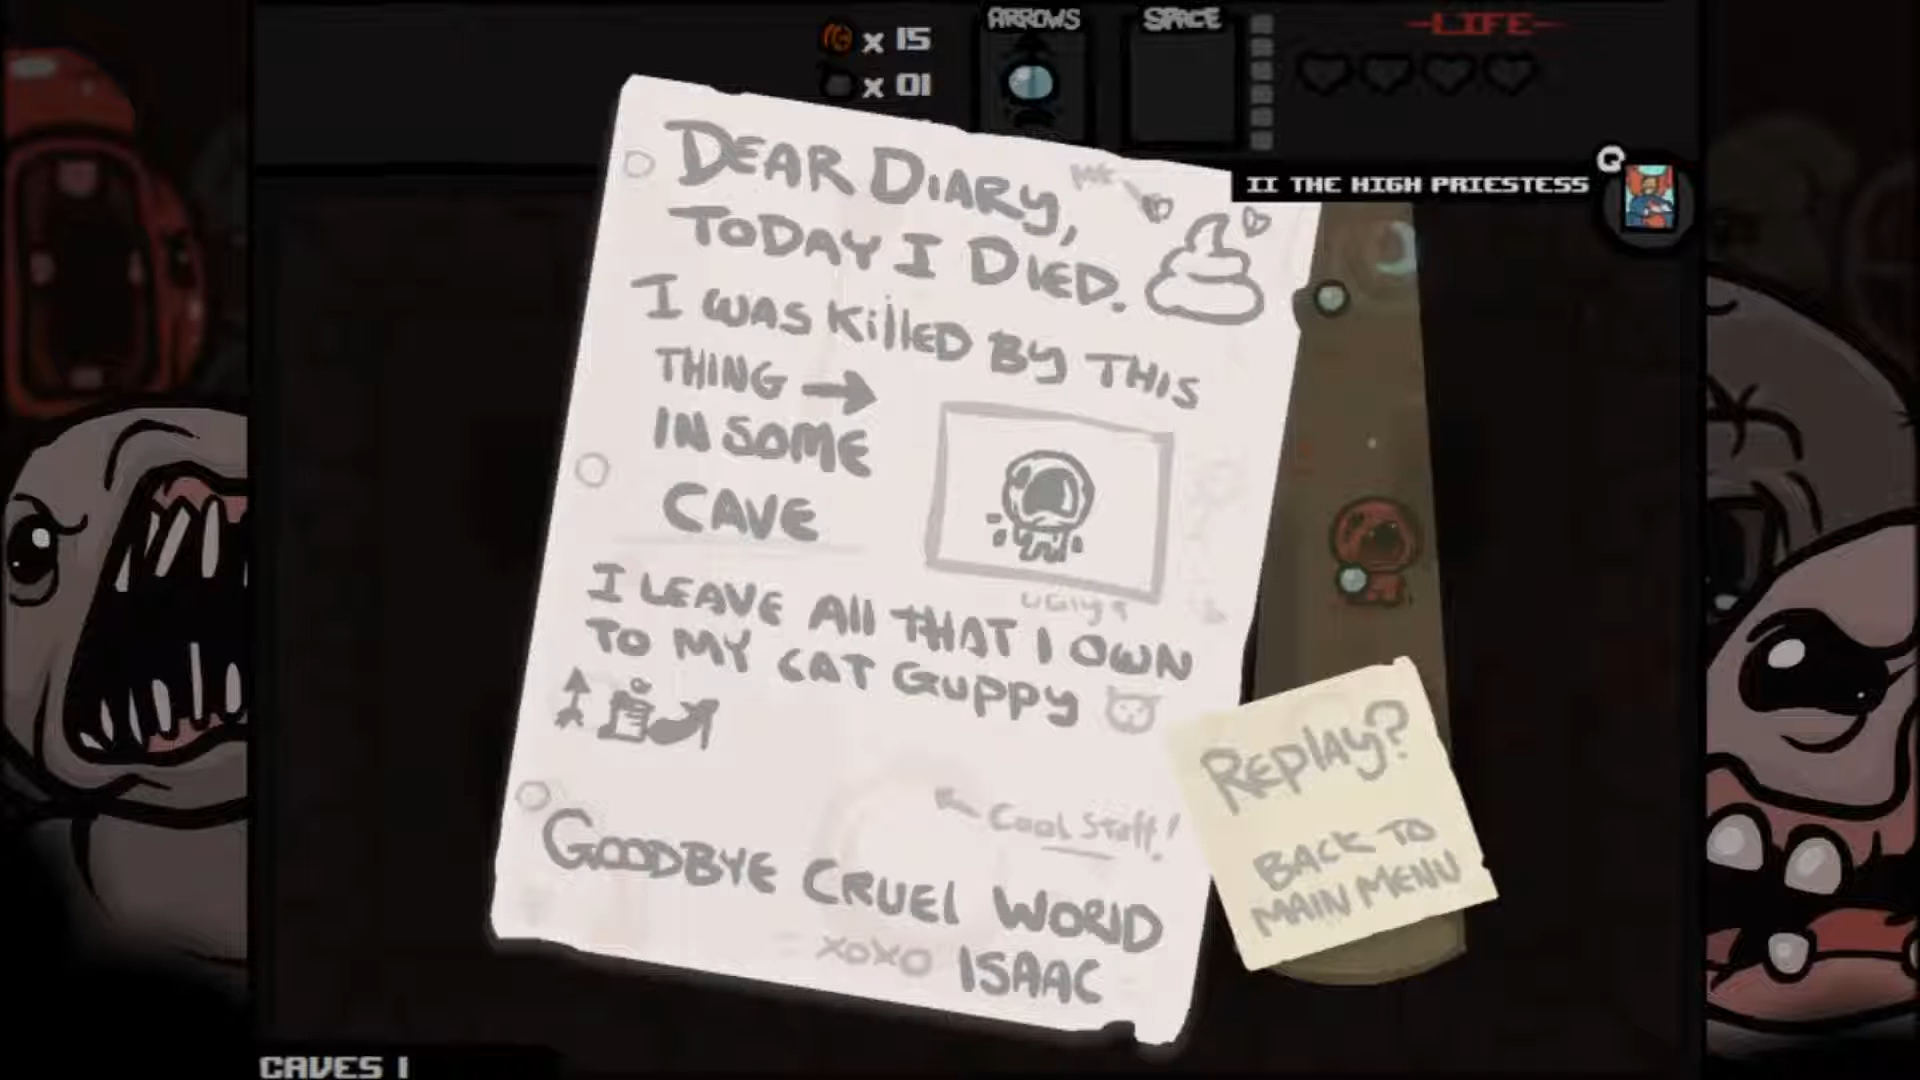 ARROWS
SPACE
LIFE
x 15
x 01
II THE HIGH PRIESTESS
Q
DEAR DIARY,
ME
TODAY I DIED.
I WAS KillED BY THIS
THING →
IN SOME
CAVE
UGLY
I LEAVE All THAT I OWN
TO MY CAT GUPPY
Cool Stuff!
GOODBYE CRUEL WORLD
XOXO ISAAC
REPlAY?
BACK TO
MAIN MENU
CAVES I